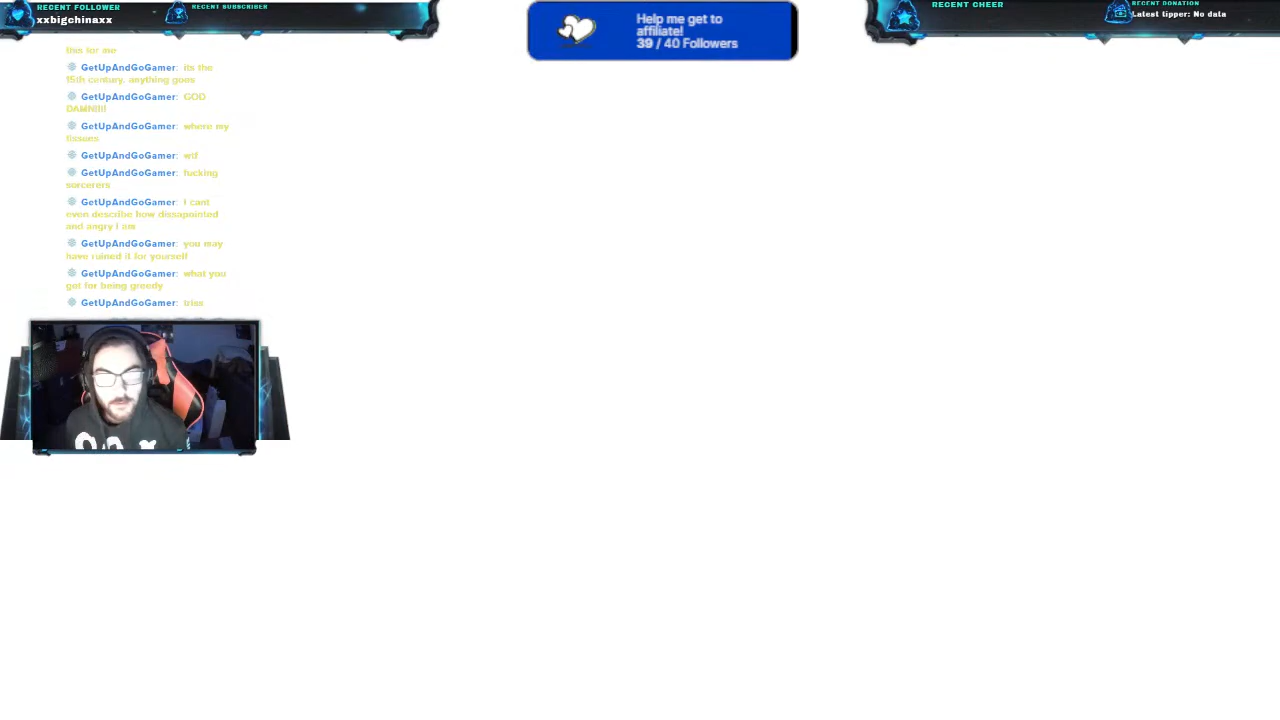 RECENT FOLLOWER
xxbigchinaxx
RECENT SUBSCRIBER
Help me get to
affiliate!
39 / 40 Followers
RECENT CHEER
RECENT DONATION
Latest tipper: No data
this for me
GetUpAndGoGamer: its the
15th century, anything goes
GetUpAndGoGamer: GOD
DAMN!!!!
GetUpAndGoGamer: where my
tissues
GetUpAndGoGamer: wtf
GetUpAndGoGamer: fucking
sorcerers
GetUpAndGoGamer: I cant
even describe how dissapointed
and angry I am
GetUpAndGoGamer: you may
have ruined it for yourself
GetUpAndGoGamer: what you
get for being greedy
GetUpAndGoGamer: triss